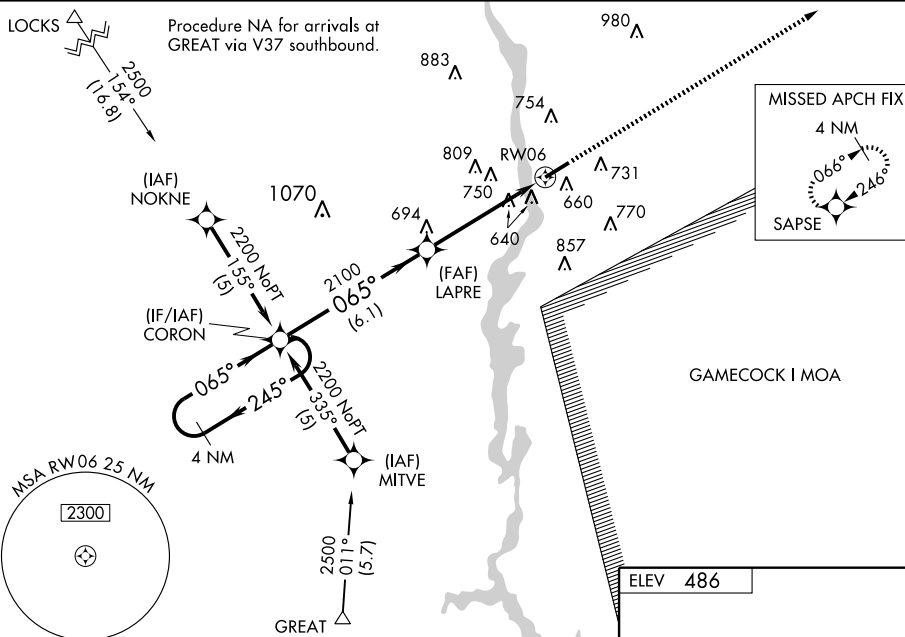 LOCKS
Procedure NA for arrivals at
GREAT via V37 southbound.
980
2500
154°
(16.8)
883
754
MISSED APCH FIX
4 NM
066°
246°
SAPSE
809
RW06
731
750
660
(IAF)
NOKNE
1070
694
640
770
857
2200 NoPT
155°
(5)
2100
065°
(6.1)
(FAF)
LAPRE
(IF/IAF)
CORON
065°
245°
4 NM
2200 NoPT
335°
(5)
GAMECOCK I MOA
(IAF)
MITVE
MSA RW06 25 NM
2300
2500
011°
(5.7)
GREAT
ELEV 486